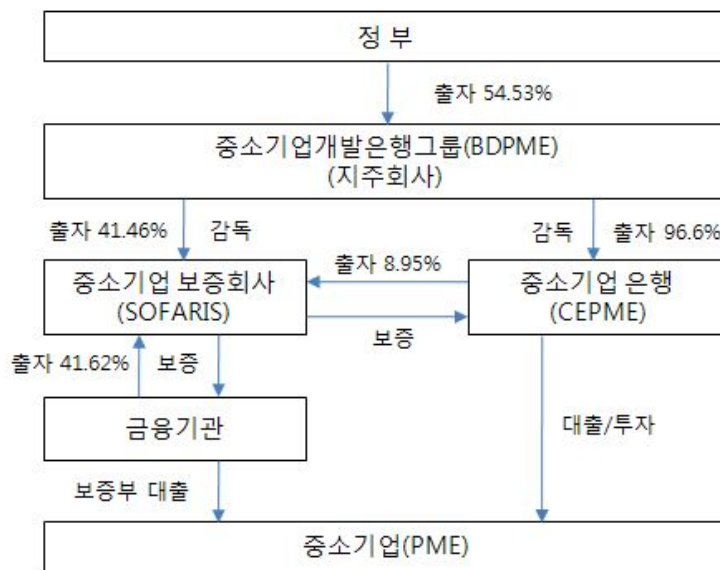 정 부
출자 54.53%
중소기업개발은행그룹(BDPME)
(지주회사)
출자 41.46%
감독
감독
출자 96.6%
중소기업 보증회사
(SOFARIS)
출자 8.95%
중소기업 은행
(CEPME)
보증
출자 41.62%
보증
금융기관
대출/투자
보증부 대출
중소기업(PME)